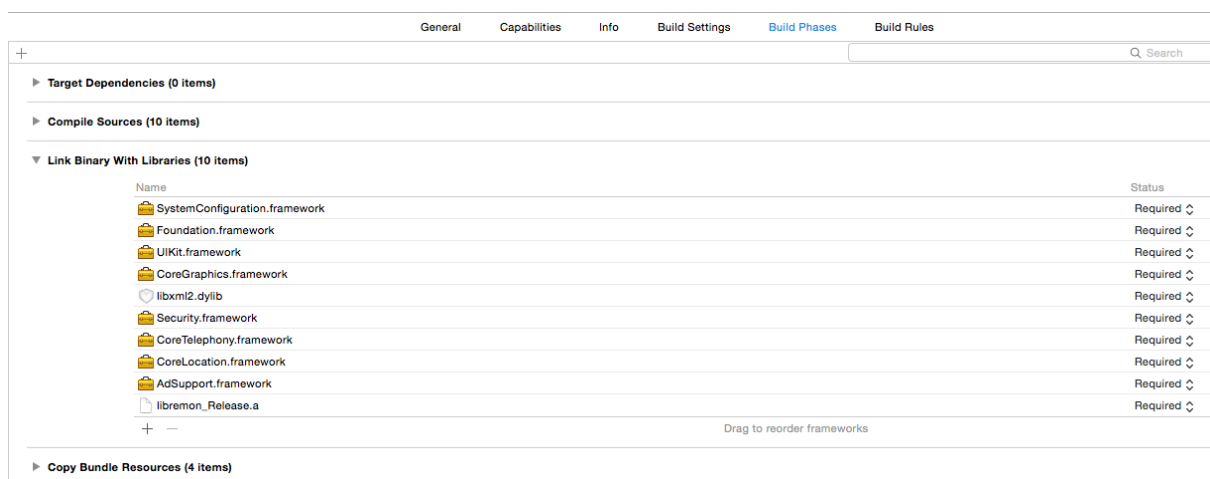 General Capabilities Info Build Settings Build Phases Build Rules
+ Search
Target Dependencies (0 items)
Compile Sources (10 items)
Link Binary With Libraries (10 items)
Name Status
SystemConfiguration.framework Required
Foundation.framework Required
UIKit.framework Required
CoreGraphics.framework Required
libxml2.dylib Required
Security.framework Required
CoreTelephony.framework Required
CoreLocation.framework Required
AdSupport.framework Required
libremon_Release.a Required
+ − Drag to reorder frameworks
Copy Bundle Resources (4 items)